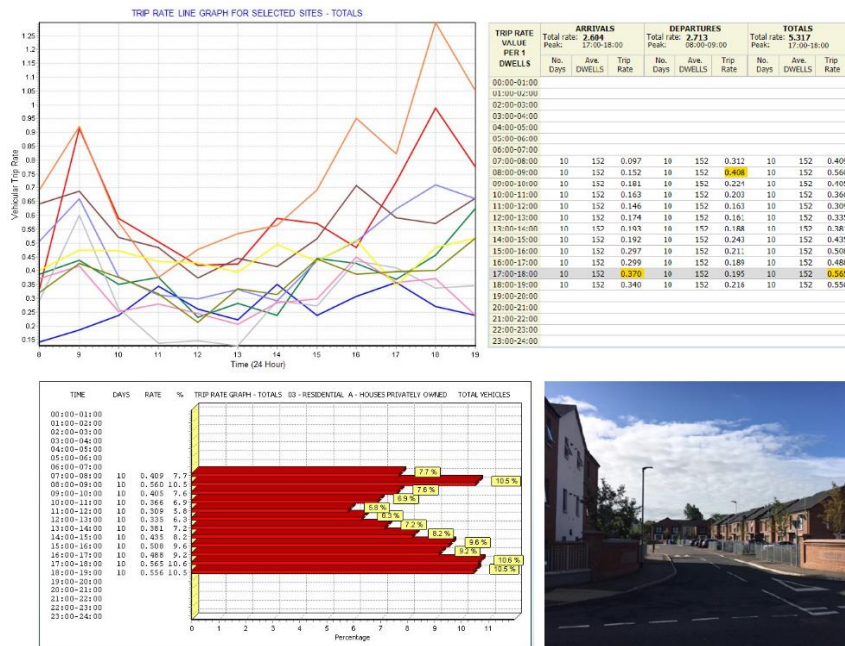 TRIP RATE LINE GRAPH FOR SELECTED SITES - TOTALS
Vehicular Trip Rate
1.25
1.2
1.15
1.1
1.05
1
0.95
0.9
0.85
0.8
0.75
0.7
0.65
0.6
0.55
0.5
0.45
0.4
0.35
0.3
0.25
0.2
0.15
8 9 10 11 12 13 14 15 16 17 18 19
Time (24 Hour)
TRIP RATE VALUE PER 1 DWELLS
ARRIVALS DEPARTURES TOTALS
Total rate: 2.604 Total rate: 2.713 Total rate: 5.317
Peak: 17:00-18:00 Peak: 08:00-09:00 Peak: 17:00-18:00
No. Days Ave. DWELLS Trip Rate No. Days Ave. DWELLS Trip Rate No. Days Ave. DWELLS Trip Rate
00:00-01:00
01:00-02:00
02:00-03:00
03:00-04:00
04:00-05:00
05:00-06:00
06:00-07:00
07:00-08:00 10 152 0.097 10 152 0.312 10 152 0.409
08:00-09:00 10 152 0.152 10 152 0.408 10 152 0.560
09:00-10:00 10 152 0.181 10 152 0.224 10 152 0.405
10:00-11:00 10 152 0.163 10 152 0.203 10 152 0.366
11:00-12:00 10 152 0.146 10 152 0.163 10 152 0.309
12:00-13:00 10 152 0.174 10 152 0.161 10 152 0.335
13:00-14:00 10 152 0.193 10 152 0.188 10 152 0.381
14:00-15:00 10 152 0.192 10 152 0.243 10 152 0.435
15:00-16:00 10 152 0.297 10 152 0.211 10 152 0.508
16:00-17:00 10 152 0.299 10 152 0.189 10 152 0.488
17:00-18:00 10 152 0.370 10 152 0.195 10 152 0.565
18:00-19:00 10 152 0.340 10 152 0.216 10 152 0.556
19:00-20:00
20:00-21:00
21:00-22:00
22:00-23:00
23:00-24:00
TIME DAYS RATE % TRIP RATE GRAPH - TOTALS 03 - RESIDENTIAL A - HOUSES PRIVATELY OWNED TOTAL VEHICLES
00:00-01:00
01:00-02:00
02:00-03:00
03:00-04:00
04:00-05:00
05:00-06:00
06:00-07:00
07:00-08:00 10 0.409 7.7 7.7 %
08:00-09:00 10 0.560 10.5 10.5 %
09:00-10:00 10 0.405 7.6 7.6 %
10:00-11:00 10 0.366 6.9 6.9 %
11:00-12:00 10 0.309 5.8 5.8 %
12:00-13:00 10 0.335 6.3 6.3 %
13:00-14:00 10 0.381 7.2 7.2 %
14:00-15:00 10 0.435 8.2 8.2 %
15:00-16:00 10 0.508 9.6 9.6 %
16:00-17:00 10 0.488 9.2 9.2 %
17:00-18:00 10 0.565 10.6 10.6 %
18:00-19:00 10 0.556 10.5 10.5 %
19:00-20:00
20:00-21:00
21:00-22:00
22:00-23:00
23:00-24:00
0 1 2 3 4 5 6 7 8 9 10 11
Percentage